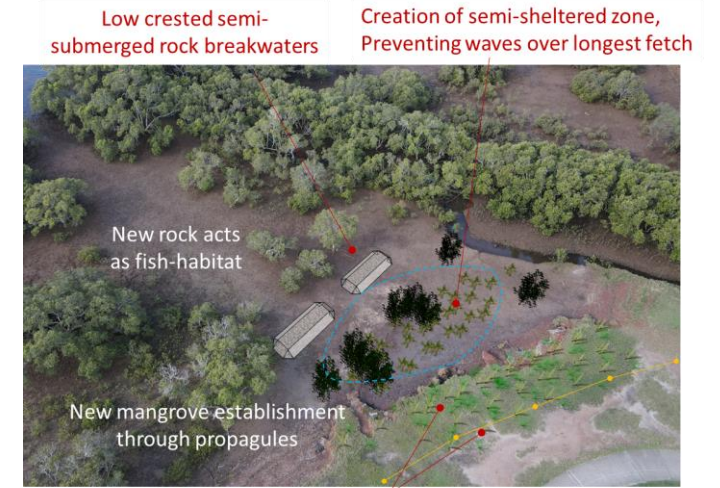 Low crested semi-
submerged rock breakwaters
Creation of semi-sheltered zone,
Preventing waves over longest fetch
New rock acts
as fish-habitat
New mangrove establishment
through propagules